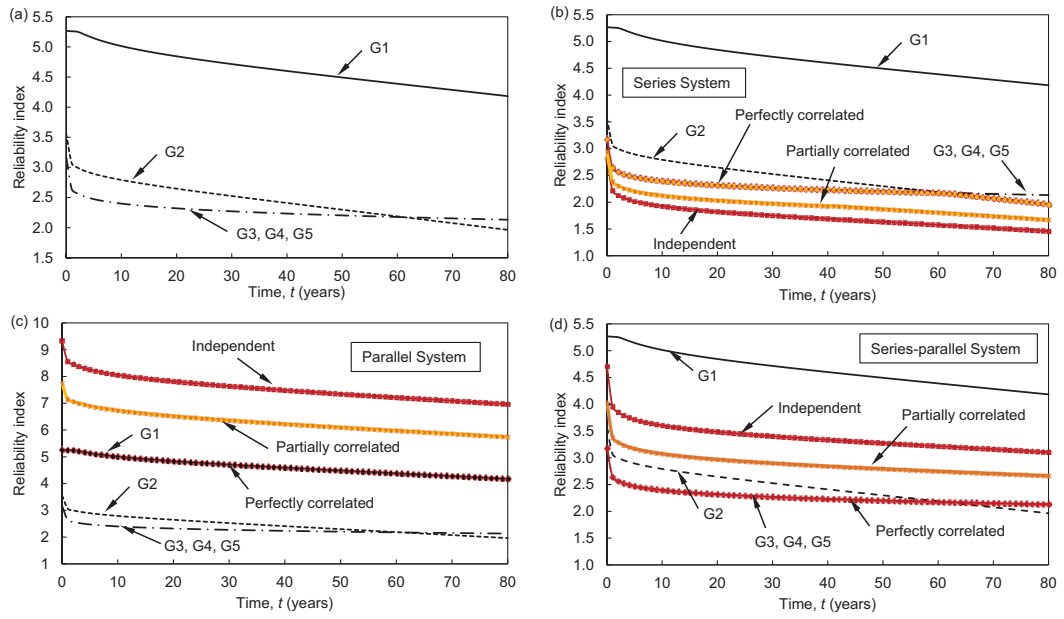 (a)
5.5
5.0
4.5
4.0
3.5
3.0
2.5
2.0
1.5
Reliability index
G1
G2
G3, G4, G5
0 10 20 30 40 50 60 70 80
Time, t (years)
(b)
5.5
5.0
4.5
4.0
3.5
3.0
2.5
2.0
1.5
1.0
Reliability index
G1
Series System
G2
Perfectly correlated
Partially correlated
G3, G4, G5
Independent
0 10 20 30 40 50 60 70 80
Time, t (years)
(c)
10
9
8
7
6
5
4
3
2
1
Reliability index
Independent
Parallel System
G1
Partially correlated
Perfectly correlated
G2
G3, G4, G5
0 10 20 30 40 50 60 70 80
Time, t (years)
(d)
5.5
5.0
4.5
4.0
3.5
3.0
2.5
2.0
1.5
1.0
Reliability index
Series-parallel System
G1
Independent
Partially correlated
G2
Perfectly correlated
G3, G4, G5
0 10 20 30 40 50 60 70 80
Time, t (years)